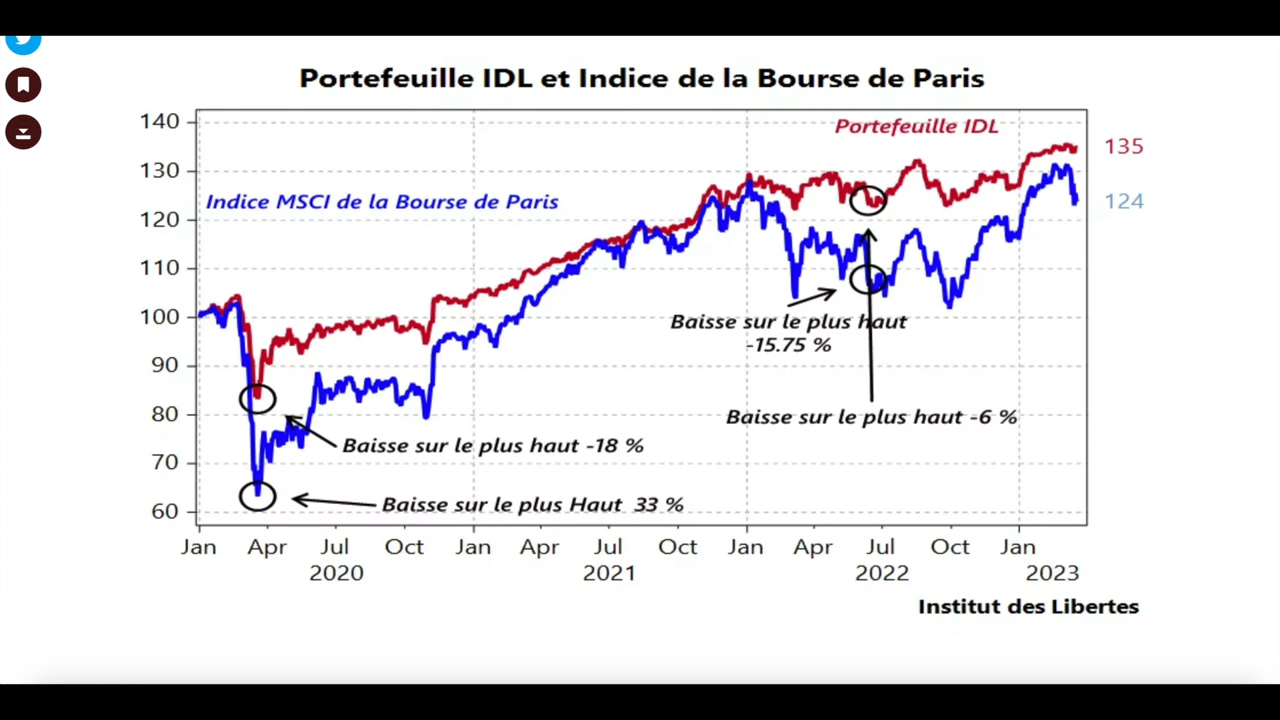 Portefeuille IDL et Indice de la Bourse de Paris
140
130
120
110
100
90
80
70
60
Portefeuille IDL
135
Indice MSCI de la Bourse de Paris
124
Baisse sur le plus haut
-15.75 %
Baisse sur le plus haut -6 %
Baisse sur le plus haut -18 %
Baisse sur le plus Haut 33 %
Jan Apr Jul Oct Jan Apr Jul Oct Jan Apr Jul Oct Jan
2020 2021 2022 2023
Institut des Libertes